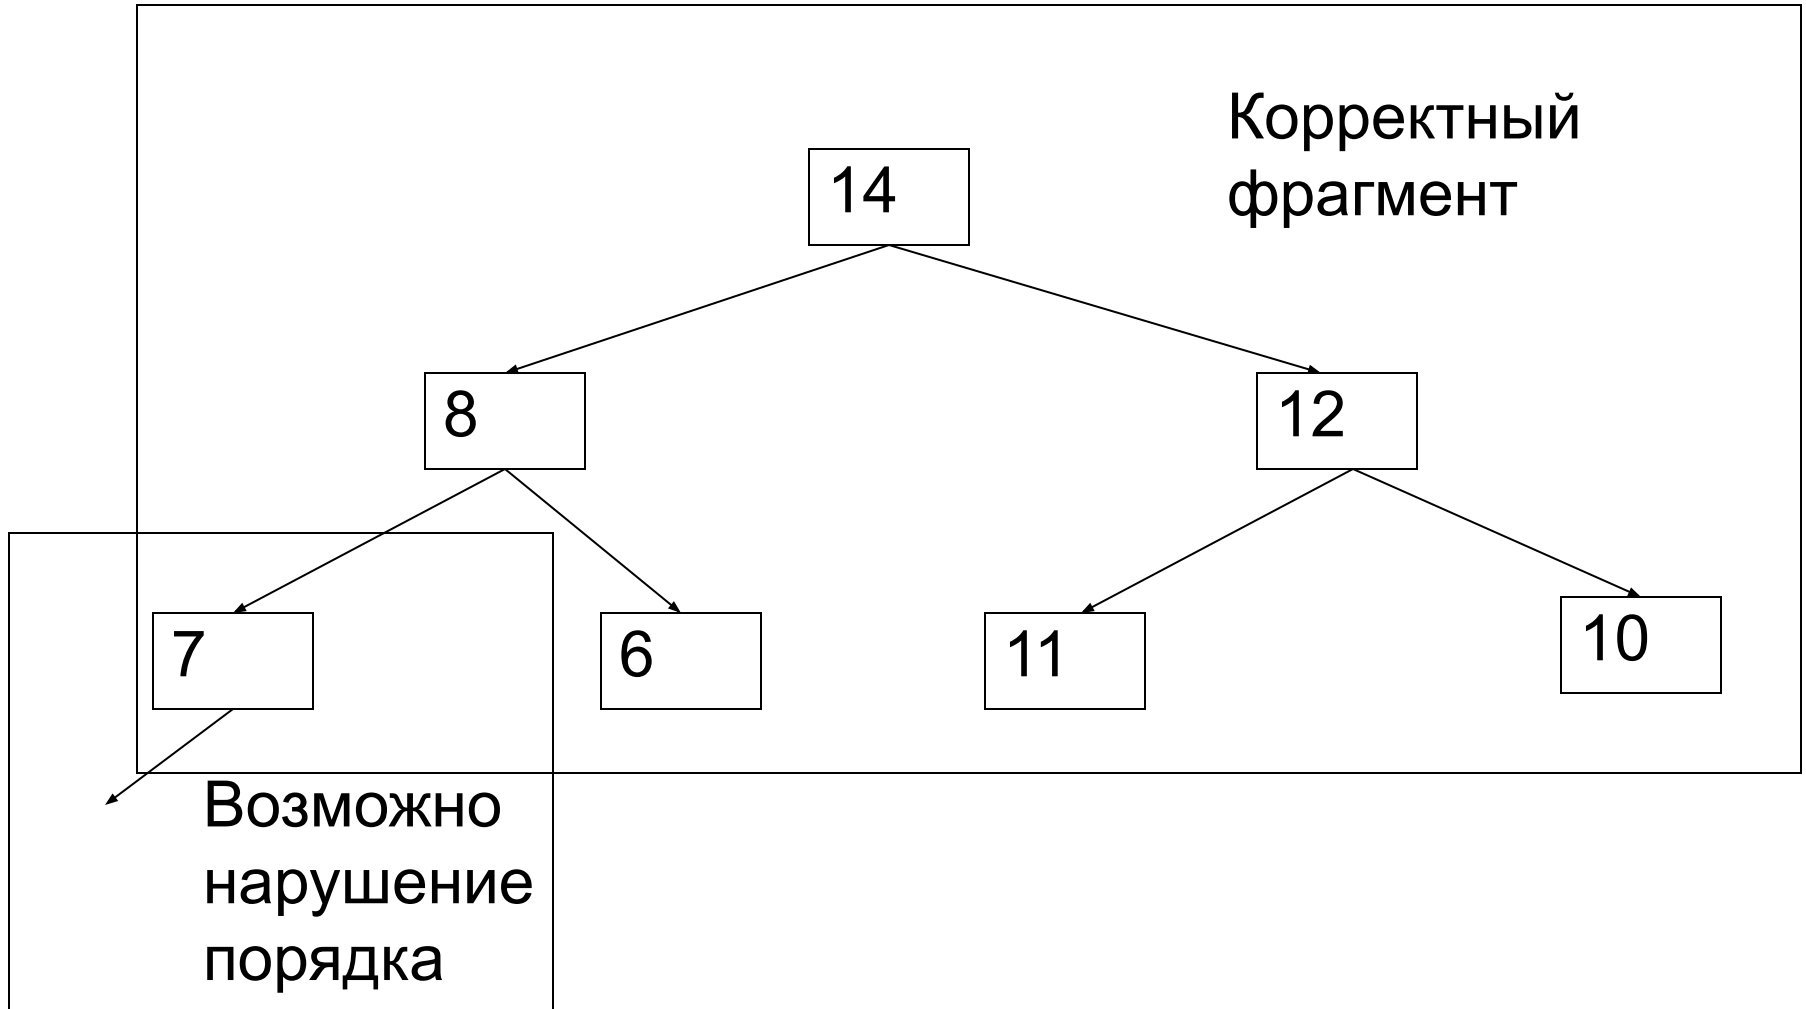 Корректный
фрагмент
14
8
12
7
6
11
10
Возможно
нарушение
порядка